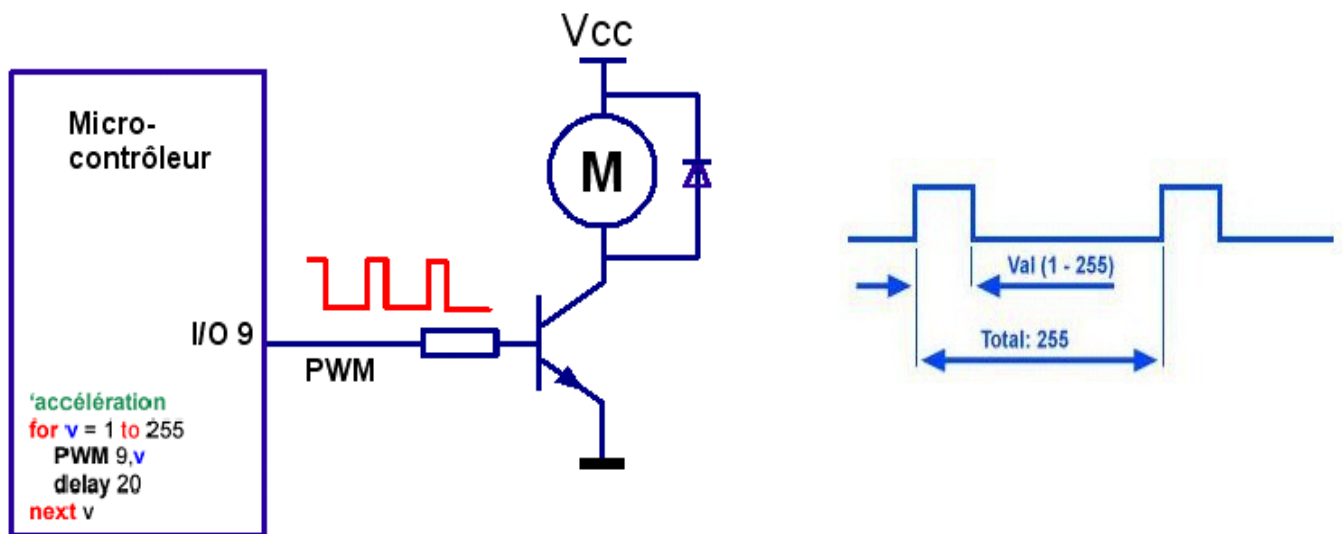 Vcc
Micro-
contrôleur
M
I/O 9
PWM
'accélération
for v = 1 to 255
PWM 9,v
delay 20
next v
Val (1 - 255)
Total: 255